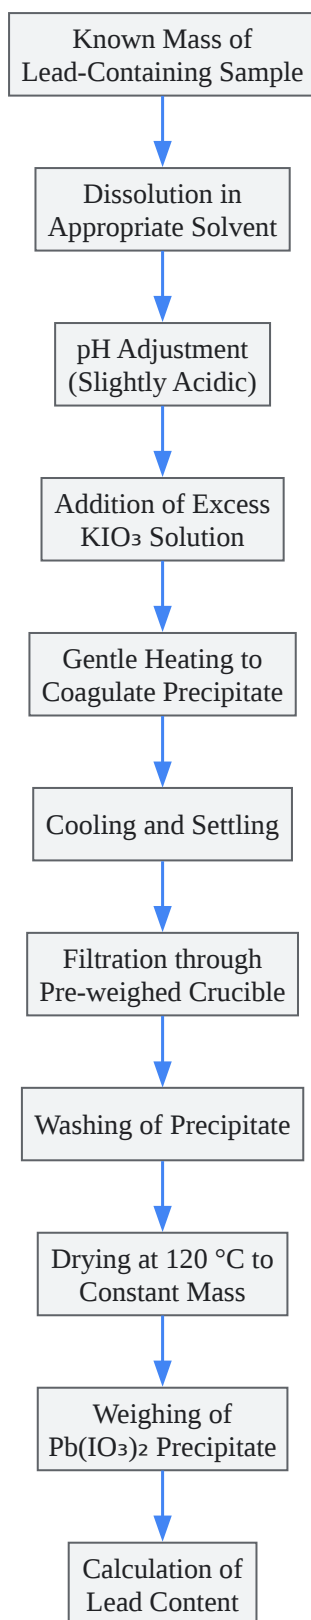 Known Mass of
Lead-Containing Sample
Dissolution in
Appropriate Solvent
pH Adjustment
(Slightly Acidic)
Addition of Excess
KIO₃ Solution
Gentle Heating to
Coagulate Precipitate
Cooling and Settling
Filtration through
Pre-weighed Crucible
Washing of Precipitate
Drying at 120 °C to
Constant Mass
Weighing of
Pb(IO₃)₂ Precipitate
Calculation of
Lead Content